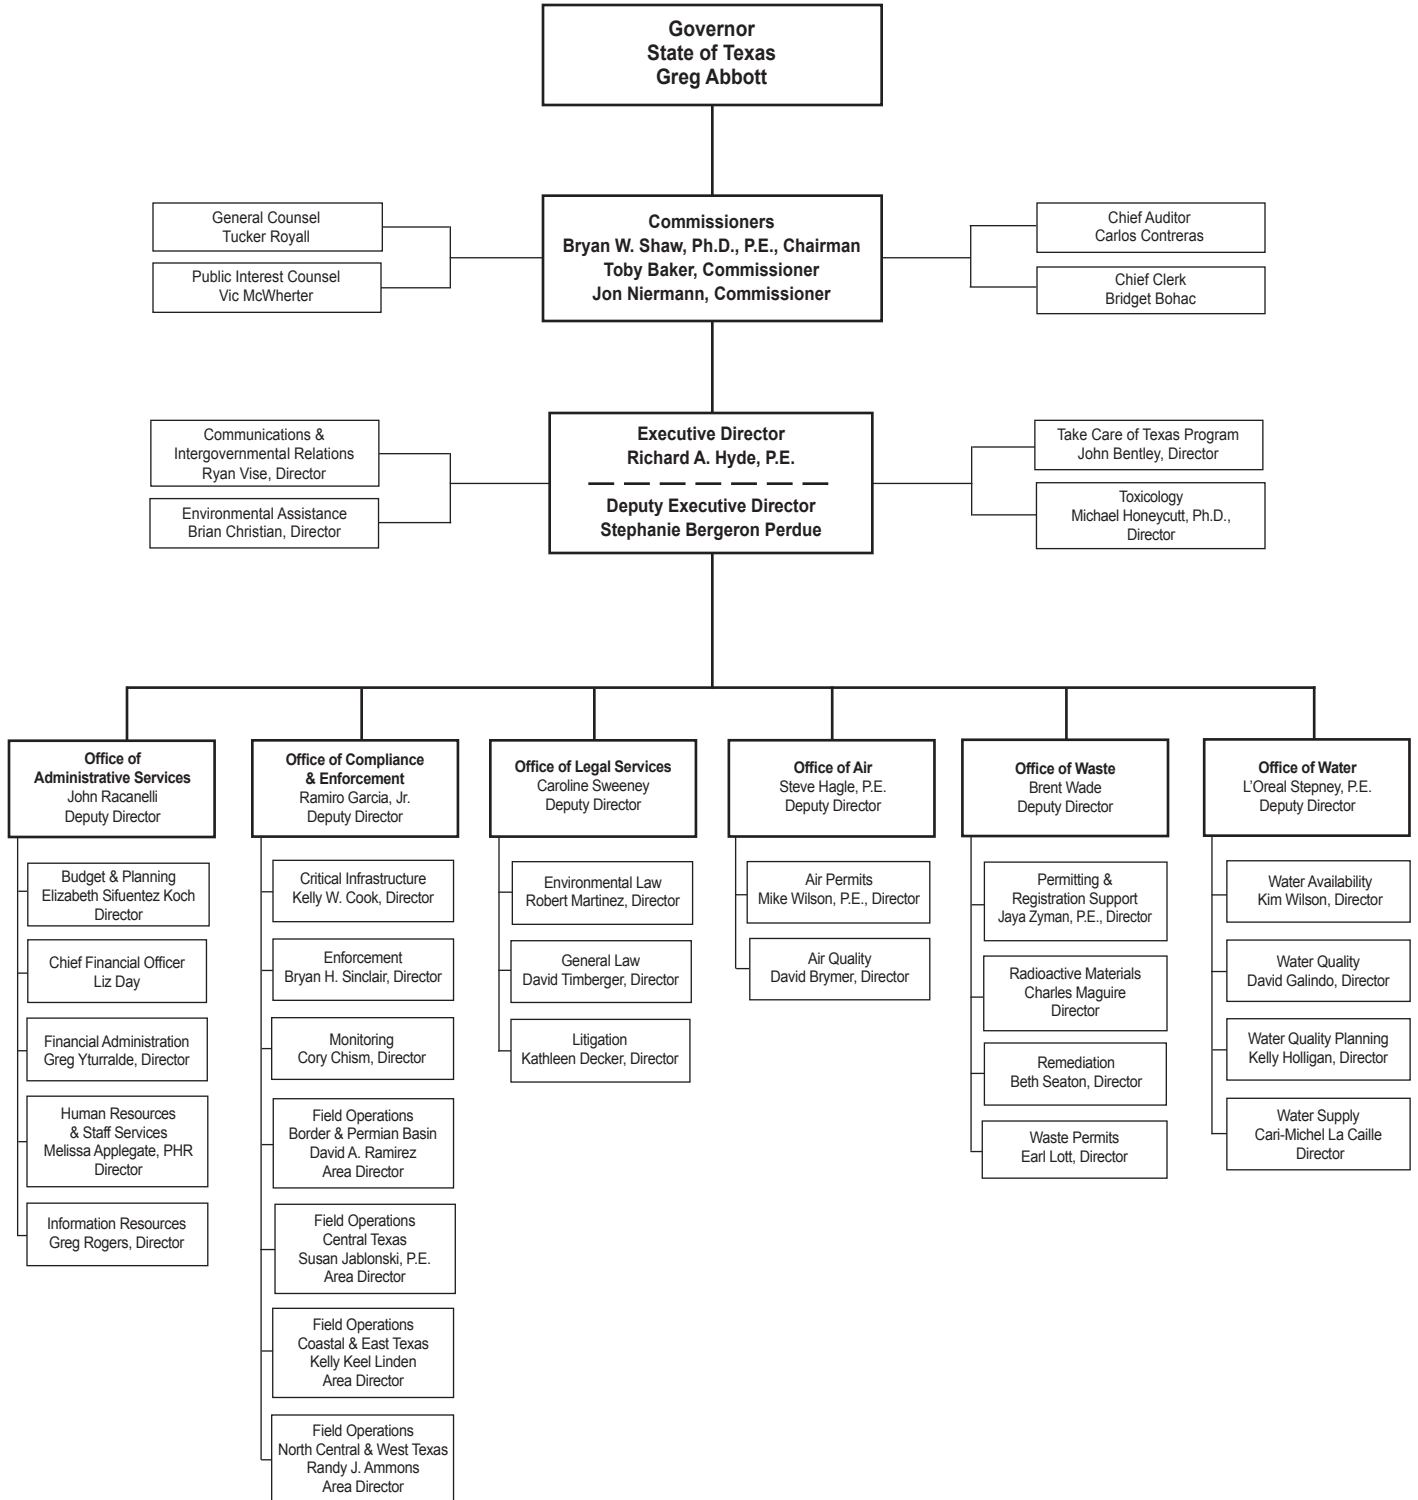 Governor
State of Texas
Greg Abbott
General Counsel
Tucker Royall
Public Interest Counsel
Vic McWherter
Commissioners
Bryan W. Shaw, Ph.D., P.E., Chairman
Toby Baker, Commissioner
Jon Niermann, Commissioner
Chief Auditor
Carlos Contreras
Chief Clerk
Bridget Bohac
Communications &
Intergovernmental Relations
Ryan Vise, Director
Environmental Assistance
Brian Christian, Director
Executive Director
Richard A. Hyde, P.E.
Deputy Executive Director
Stephanie Bergeron Perdue
Take Care of Texas Program
John Bentley, Director
Toxicology
Michael Honeycutt, Ph.D.,
Director
Office of
Administrative Services
John Racanelli
Deputy Director
Budget & Planning
Elizabeth Sifuentez Koch
Director
Chief Financial Officer
Liz Day
Financial Administration
Greg Yturralde, Director
Human Resources
& Staff Services
Melissa Applegate, PHR
Director
Information Resources
Greg Rogers, Director
Office of Compliance
& Enforcement
Ramiro Garcia, Jr.
Deputy Director
Critical Infrastructure
Kelly W. Cook, Director
Enforcement
Bryan H. Sinclair, Director
Monitoring
Cory Chism, Director
Field Operations
Border & Permian Basin
David A. Ramirez
Area Director
Field Operations
Central Texas
Susan Jablonski, P.E.
Area Director
Field Operations
Coastal & East Texas
Kelly Keel Linden
Area Director
Field Operations
North Central & West Texas
Randy J. Ammons
Area Director
Office of Legal Services
Caroline Sweeney
Deputy Director
Environmental Law
Robert Martinez, Director
General Law
David Timberger, Director
Litigation
Kathleen Decker, Director
Office of Air
Steve Hagle, P.E.
Deputy Director
Air Permits
Mike Wilson, P.E., Director
Air Quality
David Brymer, Director
Office of Waste
Brent Wade
Deputy Director
Permitting &
Registration Support
Jaya Zyman, P.E., Director
Radioactive Materials
Charles Maguire
Director
Remediation
Beth Seaton, Director
Waste Permits
Earl Lott, Director
Office of Water
L'Oreal Stepney, P.E.
Deputy Director
Water Availability
Kim Wilson, Director
Water Quality
David Galindo, Director
Water Quality Planning
Kelly Holligan, Director
Water Supply
Cari-Michel La Caille
Director